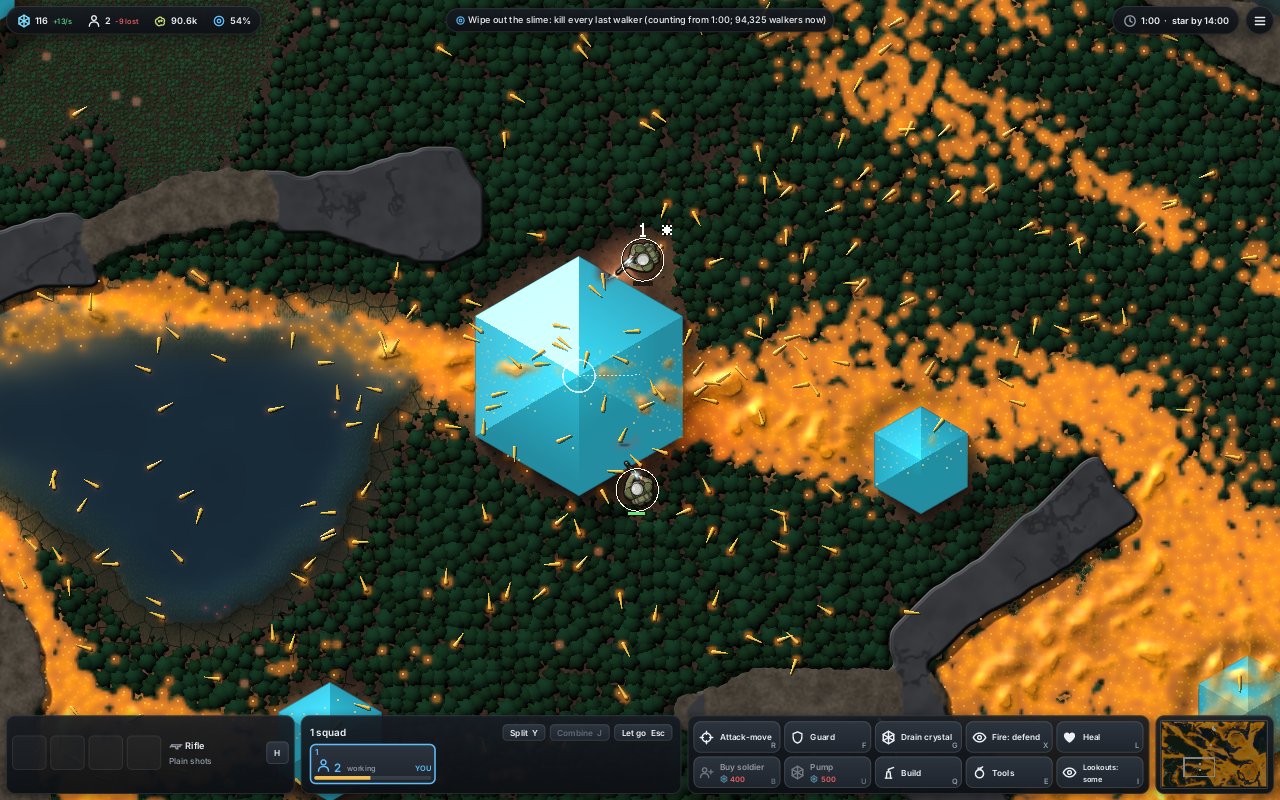 116 +13/s 2 -9 lost 90.6k 54%
Wipe out the slime: kill every last walker (counting from 1:00; 94,325 walkers now)
1:00 · star by 14:00
1
Rifle
Plain shots
H
1 squad
Split Y
Combine J
Let go Esc
1
2 working YOU
Attack-move R
Guard F
Drain crystal G
Fire: defend X
Heal L
Buy soldier 400 B
Pump 500 U
Build Q
Tools E
Lookouts: some I